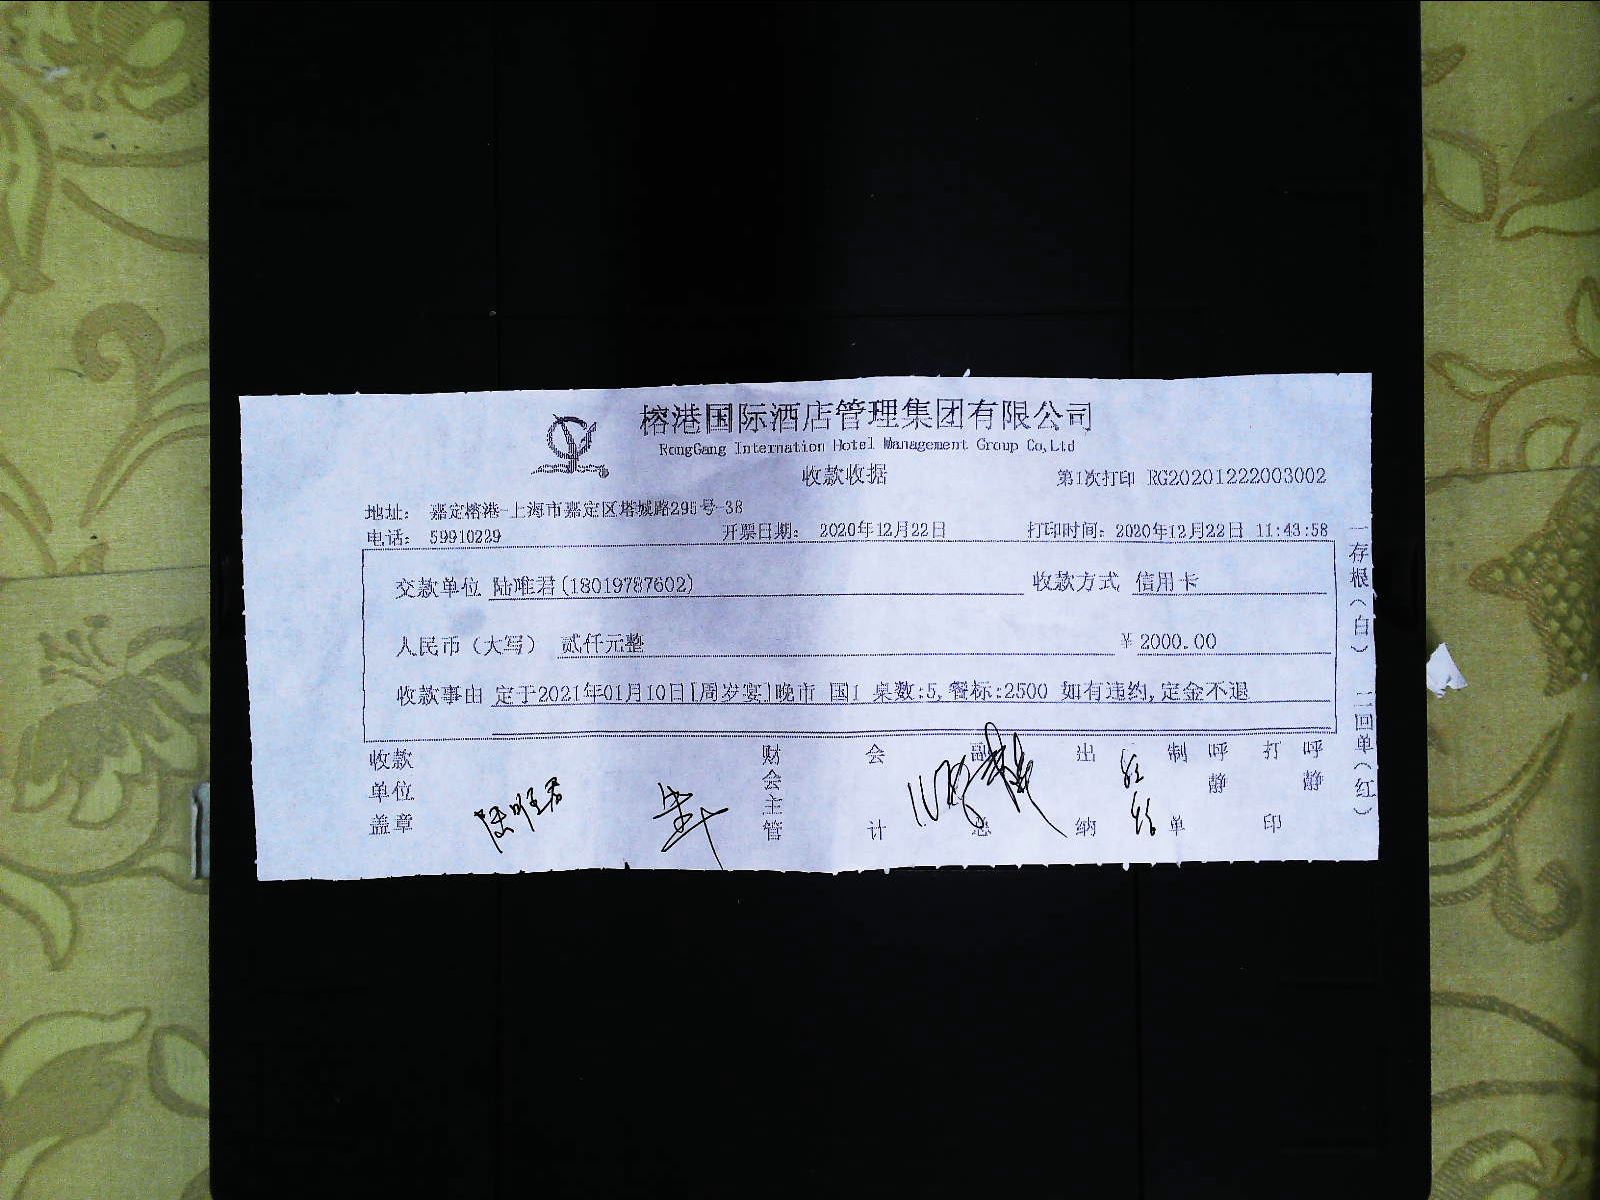 榕港国际酒店管理集团有限公司
RongGang Internation Hotel Management Group Co,Ltd
收款收据
第1次打印 RG20201222003002
地址： 嘉定榕港-上海市嘉定区塔城路295号-38
电话： 59910229 开票日期： 2020年12月22日 打印时间：2020年12月22日 11:43:58
交款单位 陆唯君(18019787602) 收款方式 信用卡
人民币（大写） 贰仟元整 ￥2000.00
收款事由 定于2021年01月10日[周岁宴]晚市 国1 桌数:5,餐标:2500 如有违约,定金不退
收款单位盖章 陆唯君
财会主管
会计
出纳
制单 呼静
打印 呼静
一存根（白） 二回单（红）